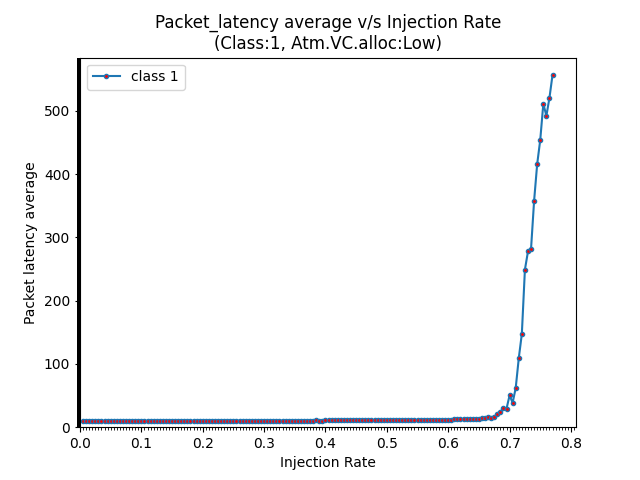 Packet_latency average v/s Injection Rate
(Class:1, Atm.VC.alloc:Low)
class 1
Packet latency average
500
400
300
200
100
0
0.0 0.1 0.2 0.3 0.4 0.5 0.6 0.7 0.8
Injection Rate